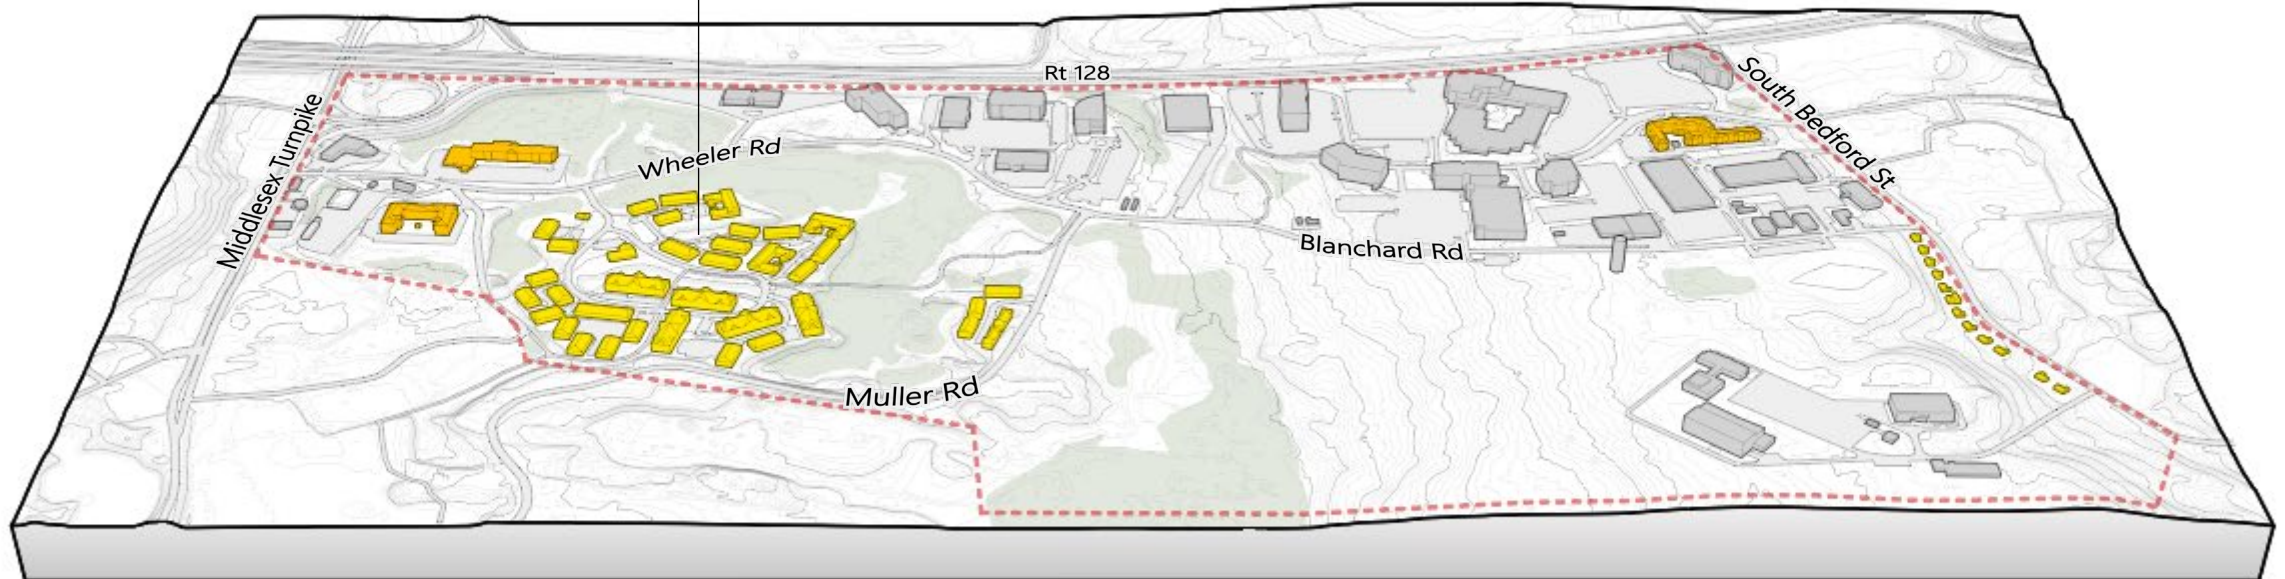 Rt 128
South Bedford St
Middlesex Turnpike
Wheeler Rd
Blanchard Rd
Muller Rd